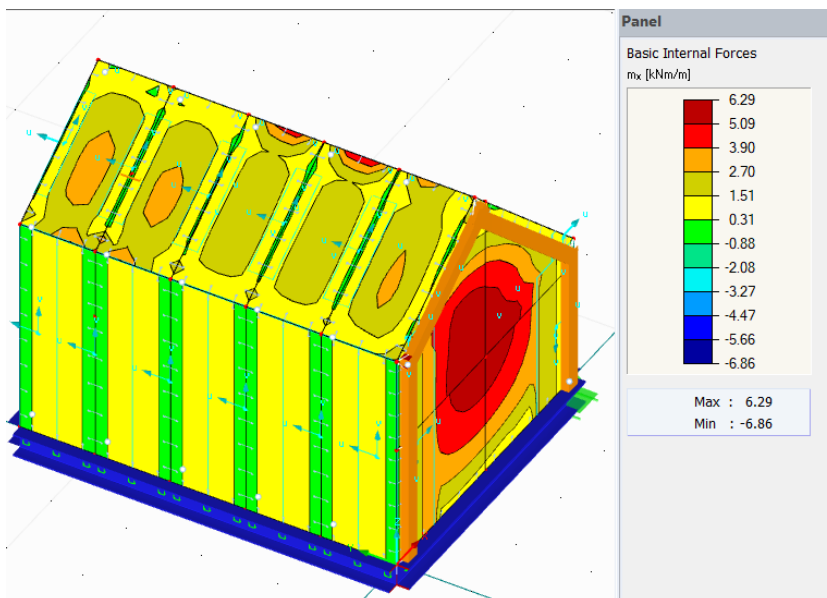 Panel
Basic Internal Forces
mₓ [kNm/m]
6.29
5.09
3.90
2.70
1.51
0.31
-0.88
-2.08
-3.27
-4.47
-5.66
-6.86
Max : 6.29
Min : -6.86